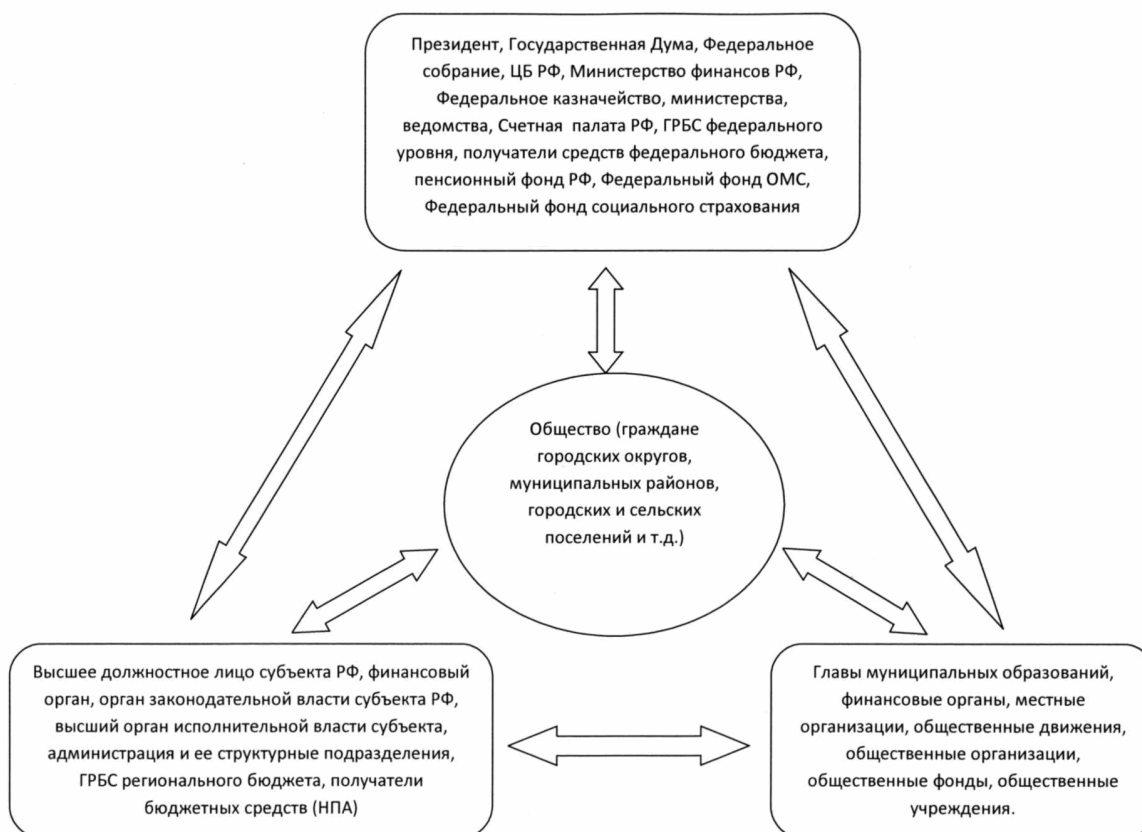 Президент, Государственная Дума, Федеральное
собрание, ЦБ РФ, Министерство финансов РФ,
Федеральное казначейство, министерства,
ведомства, Счетная палата РФ, ГРБС федерального
уровня, получатели средств федерального бюджета,
пенсионный фонд РФ, Федеральный фонд ОМС,
Федеральный фонд социального страхования
Общество (граждане
городских округов,
муниципальных районов,
городских и сельских
поселений и т.д.)
Высшее должностное лицо субъекта РФ, финансовый
орган, орган законодательной власти субъекта РФ,
высший орган исполнительной власти субъекта,
администрация и ее структурные подразделения,
ГРБС регионального бюджета, получатели
бюджетных средств (НПА)
Главы муниципальных образований,
финансовые органы, местные
организации, общественные движения,
общественные организации,
общественные фонды, общественные
учреждения.